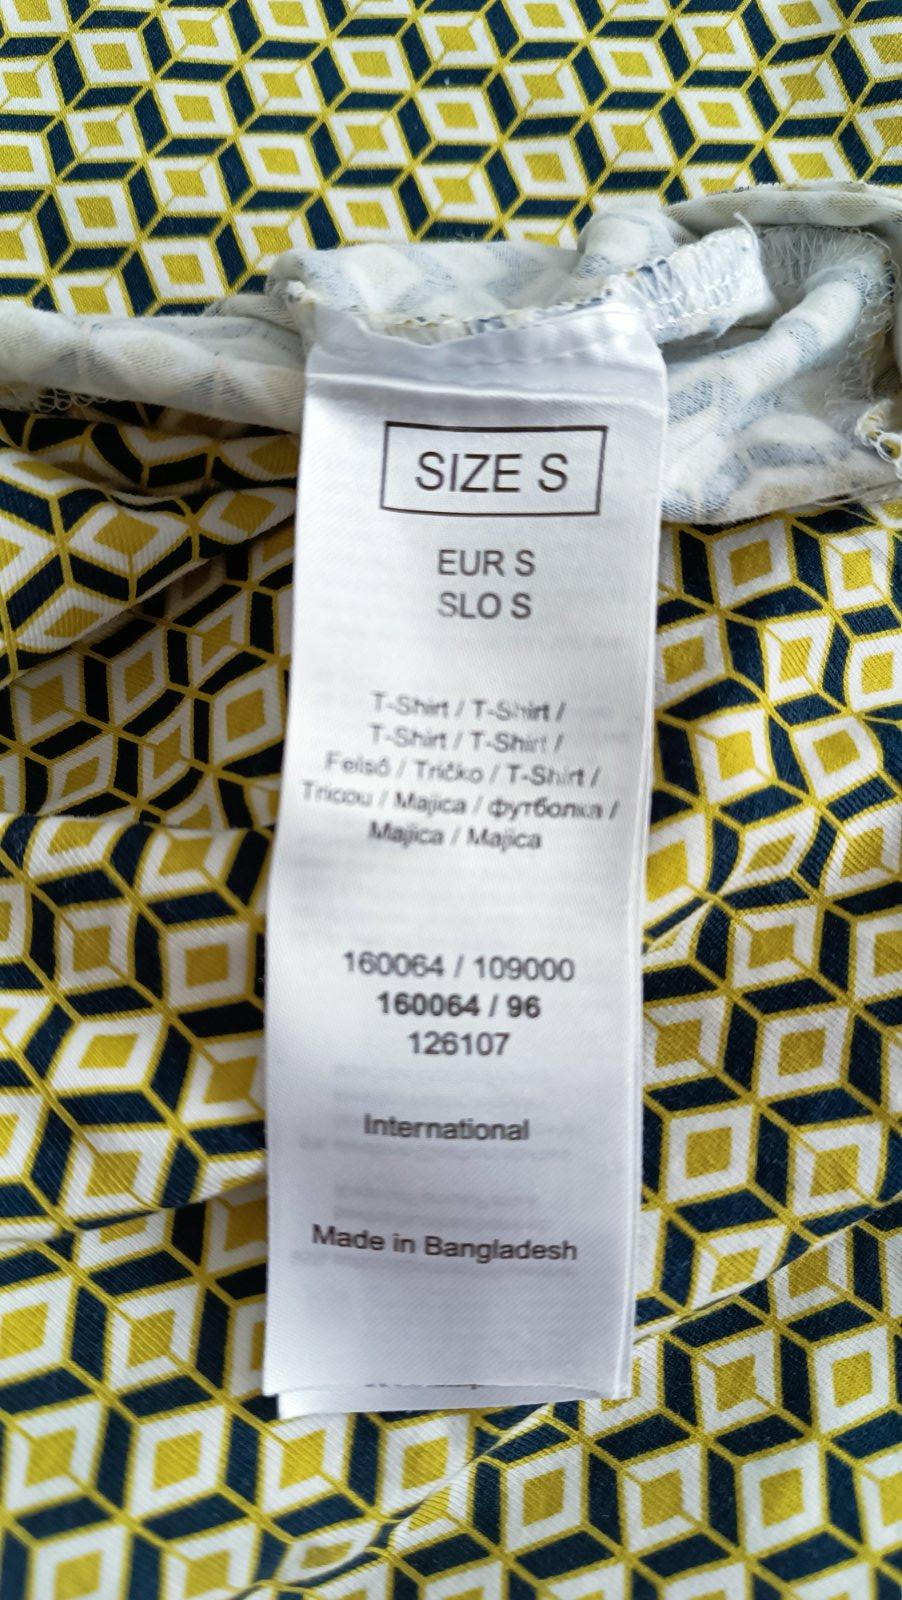 SIZE S
EUR S
SLO S
T-Shirt / T-Shirt /
T-Shirt / T-Shirt /
Felső / Tričko / T-Shirt /
Tricou / Majica / футболка /
Majica / Majica
160064 / 109000
160064 / 96
126107
International
Made in Bangladesh